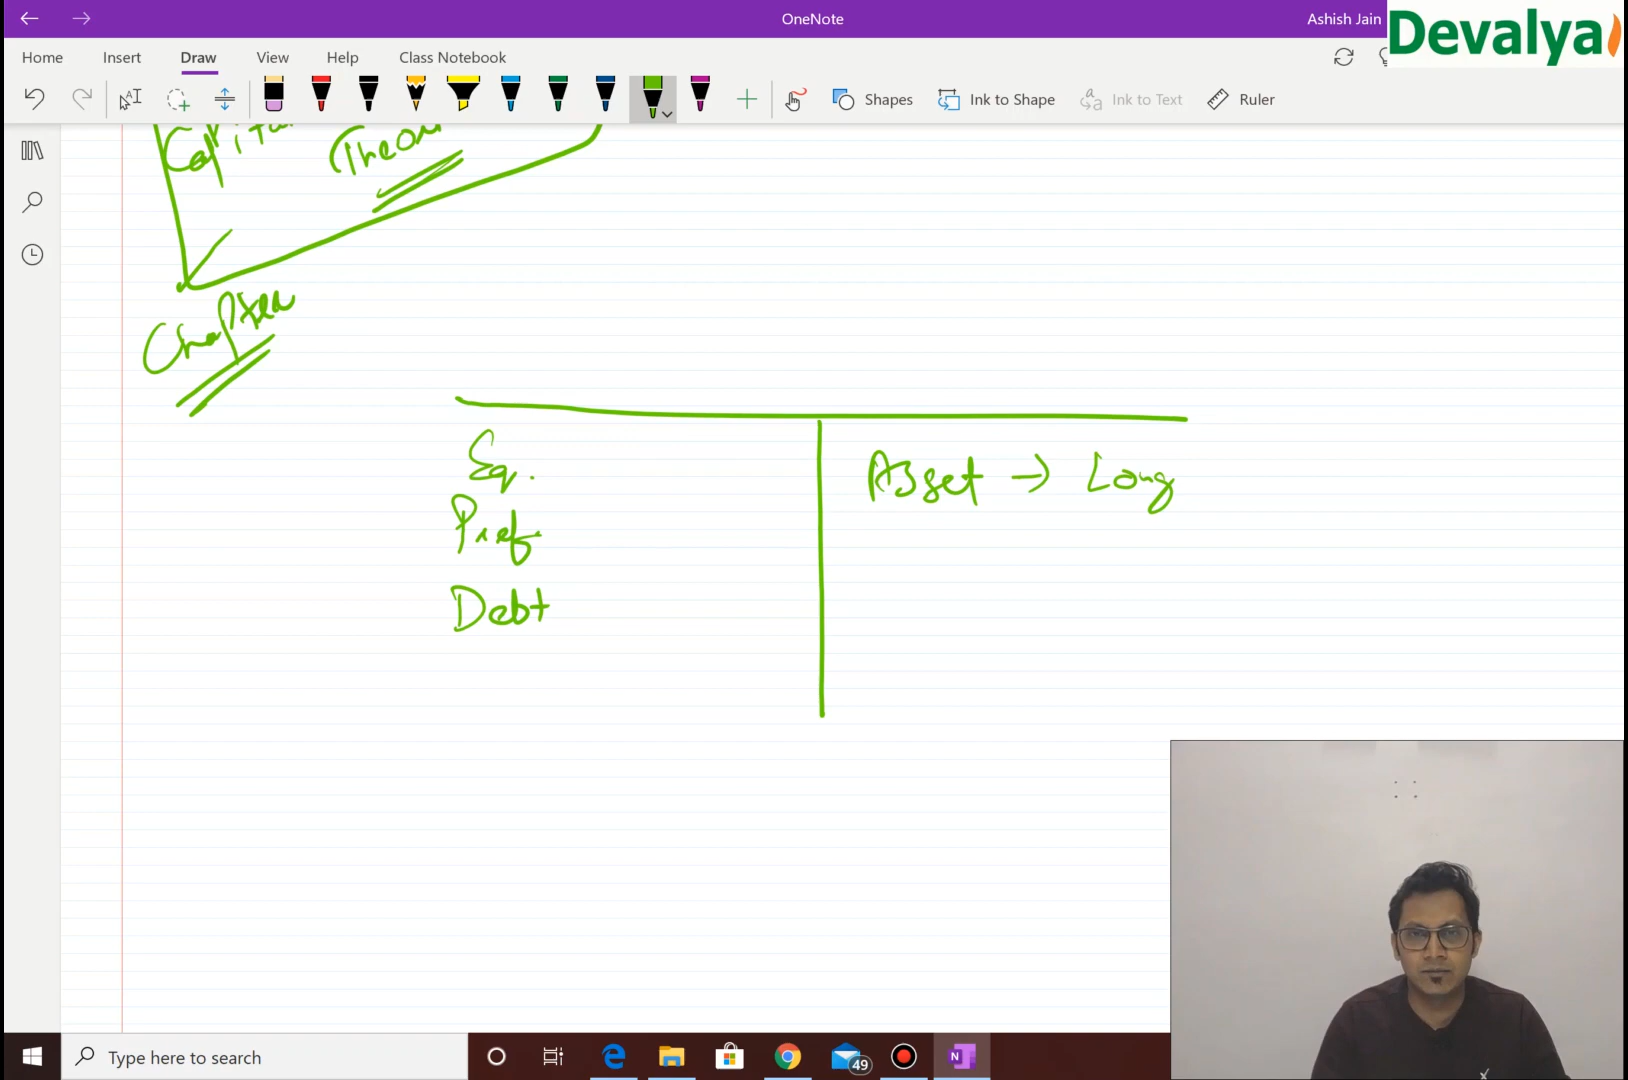 OneNote
Ashish Jain
Devalya
Home Insert Draw View Help Class Notebook
Shapes Ink to Shape Ink to Text Ruler
Chapter
Eq.
Pref
Debt
Asset → Long
Type here to search
49
N